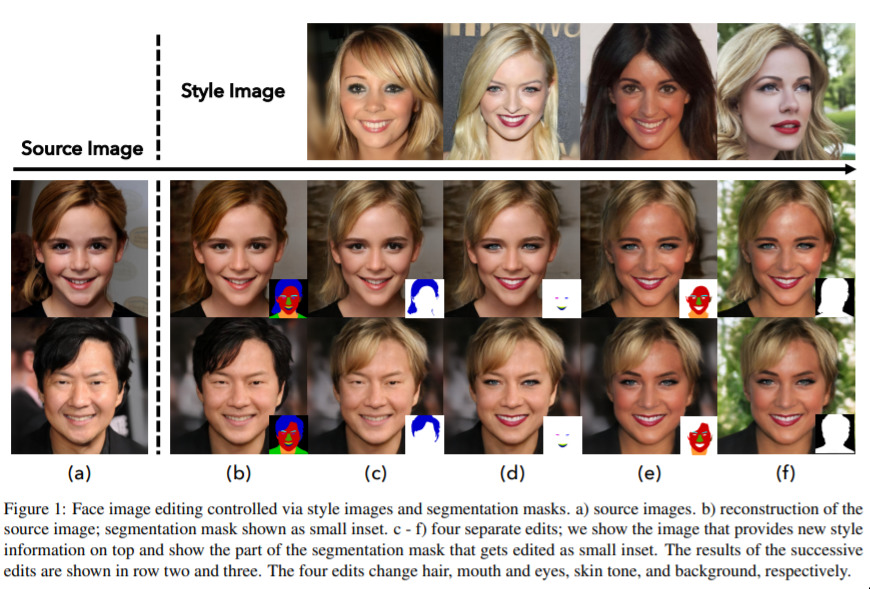 Style Image
Source Image
(a) (b) (c) (d) (e) (f)
Figure 1: Face image editing controlled via style images and segmentation masks. a) source images. b) reconstruction of the
source image; segmentation mask shown as small inset. c - f) four separate edits; we show the image that provides new style
information on top and show the part of the segmentation mask that gets edited as small inset. The results of the successive
edits are shown in row two and three. The four edits change hair, mouth and eyes, skin tone, and background, respectively.